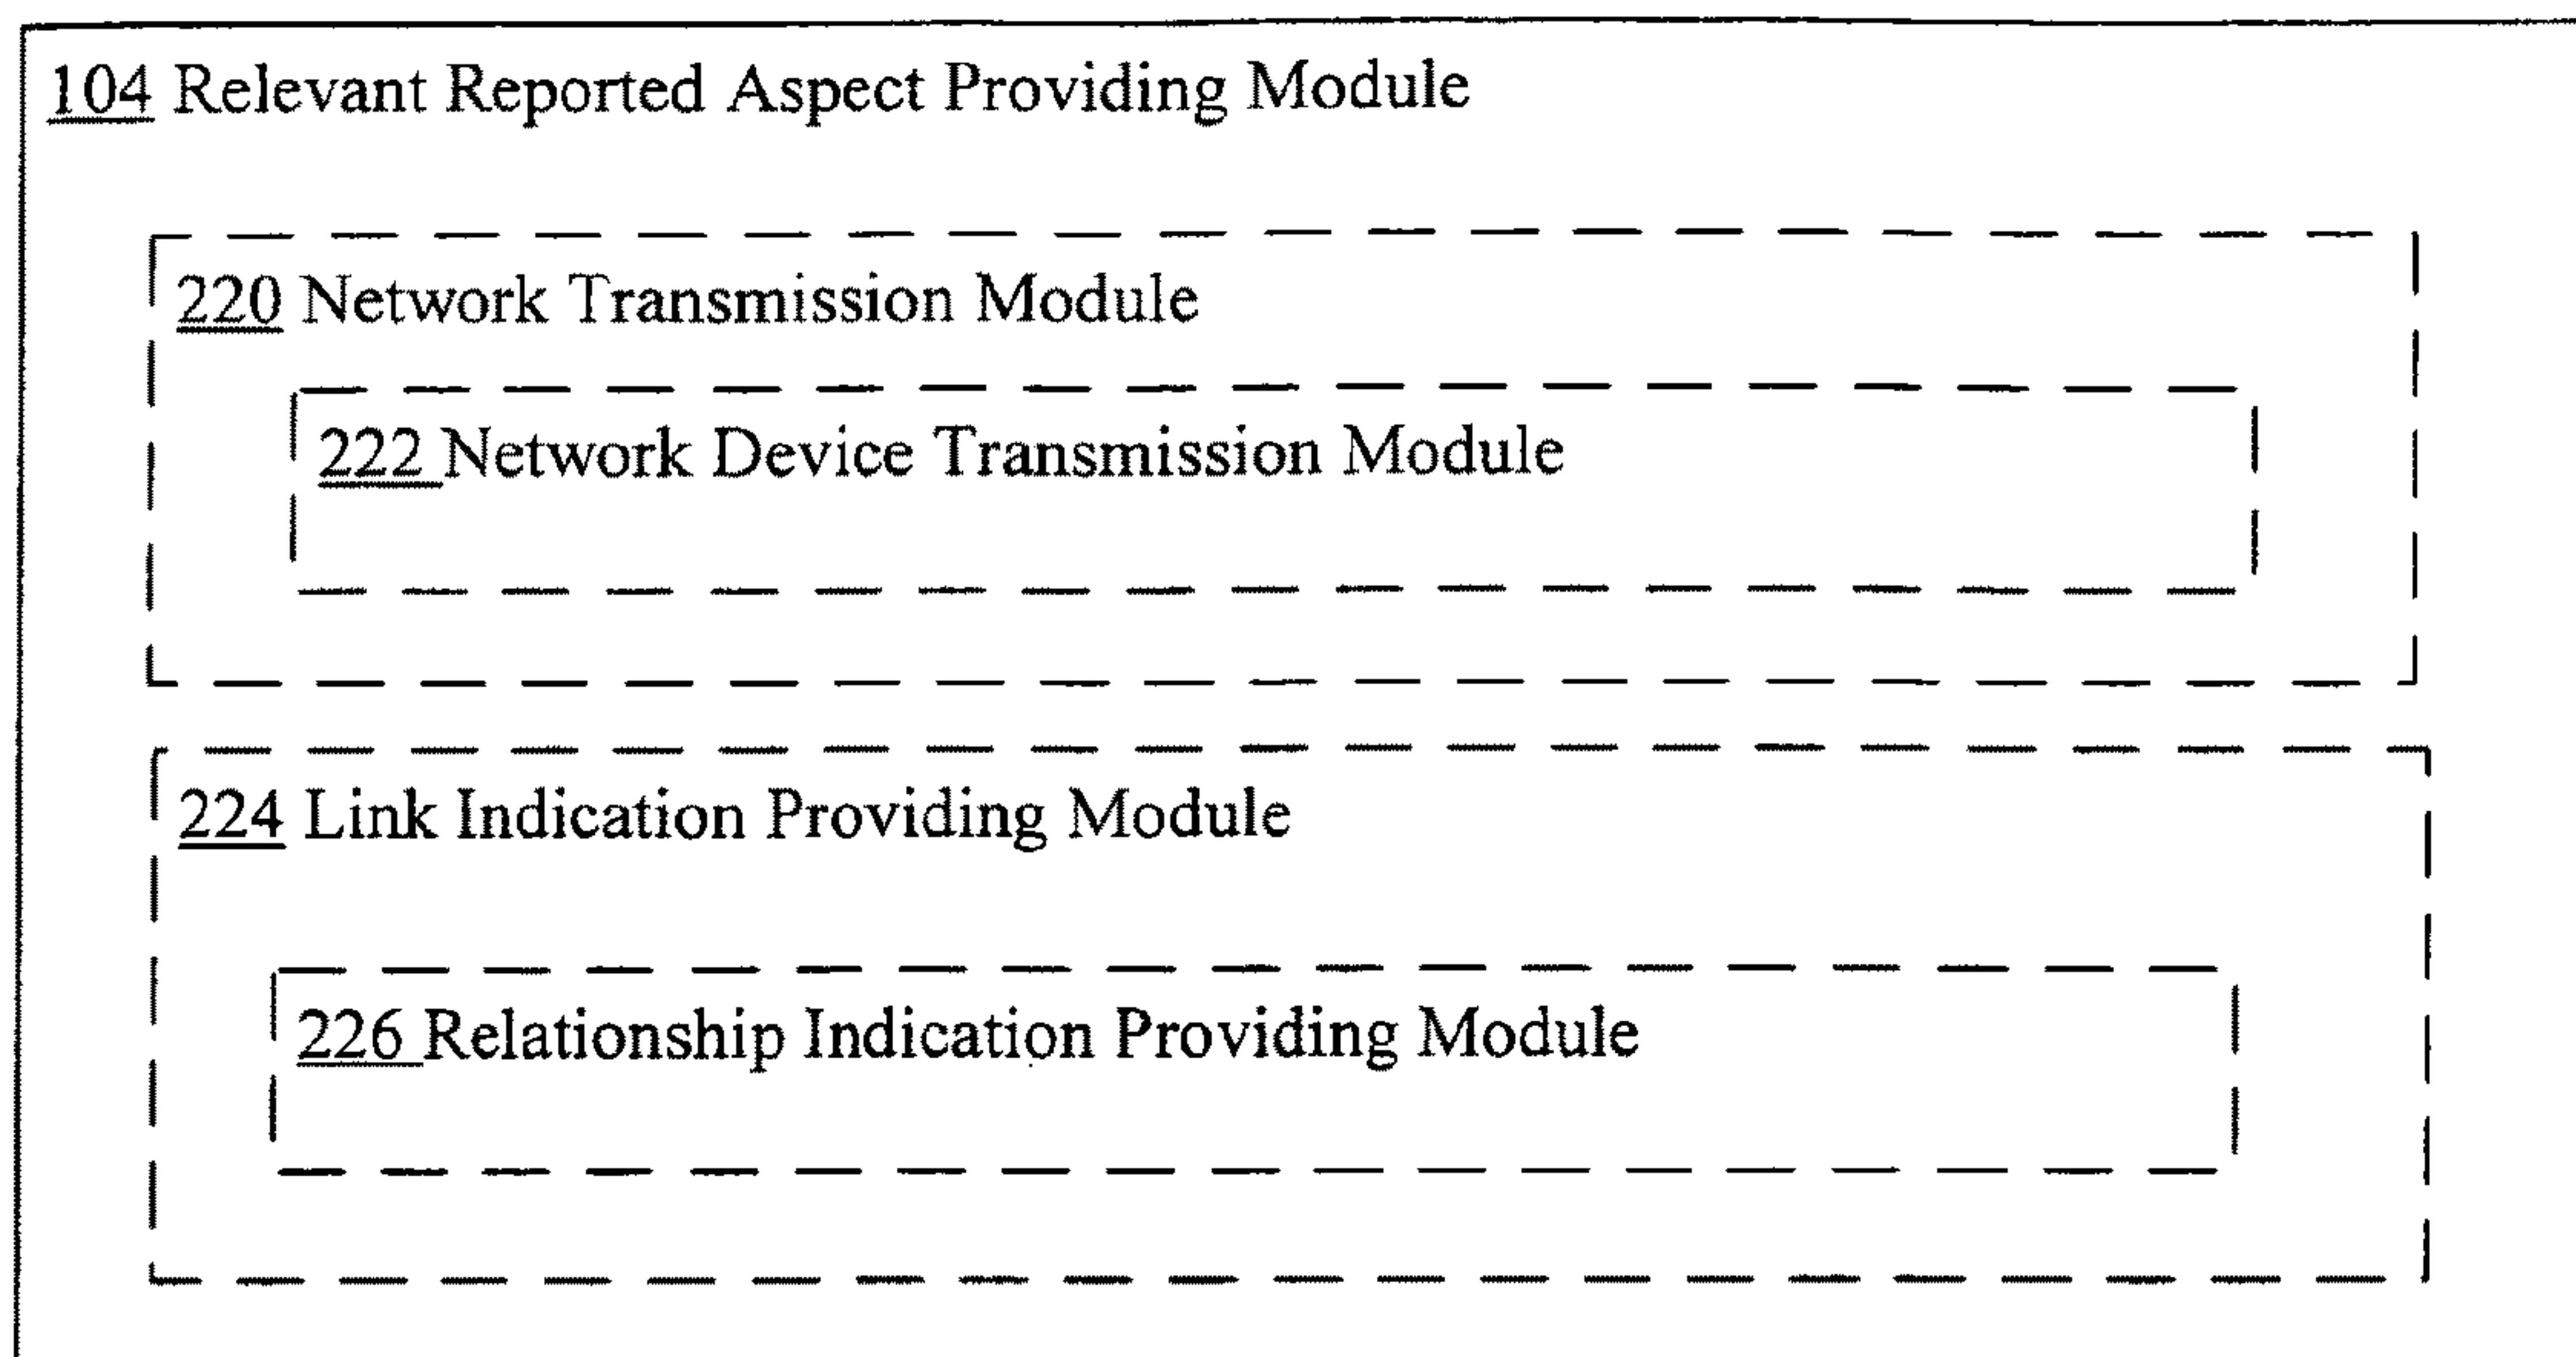 104 Relevant Reported Aspect Providing Module
220 Network Transmission Module
222 Network Device Transmission Module
224 Link Indication Providing Module
226 Relationship Indication Providing Module